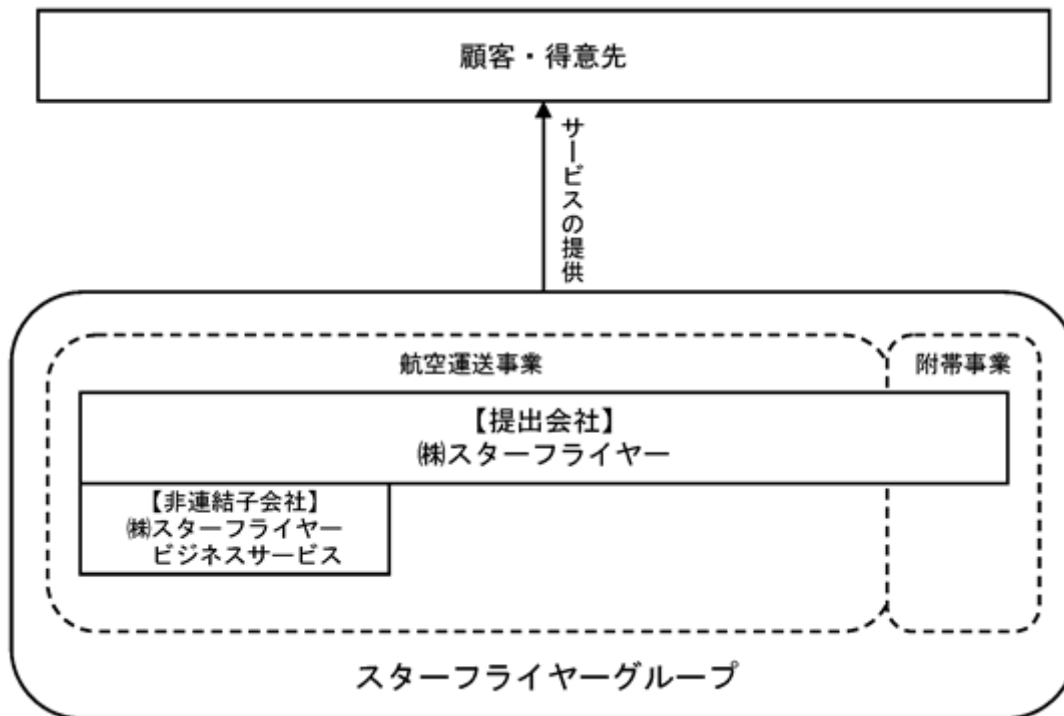 顧客・得意先
サービスの提供
航空運送事業
附帯事業
【提出会社】
㈱スターフライヤー
【非連結子会社】
㈱スターフライヤー
ビジネスサービス
スターフライヤーグループ